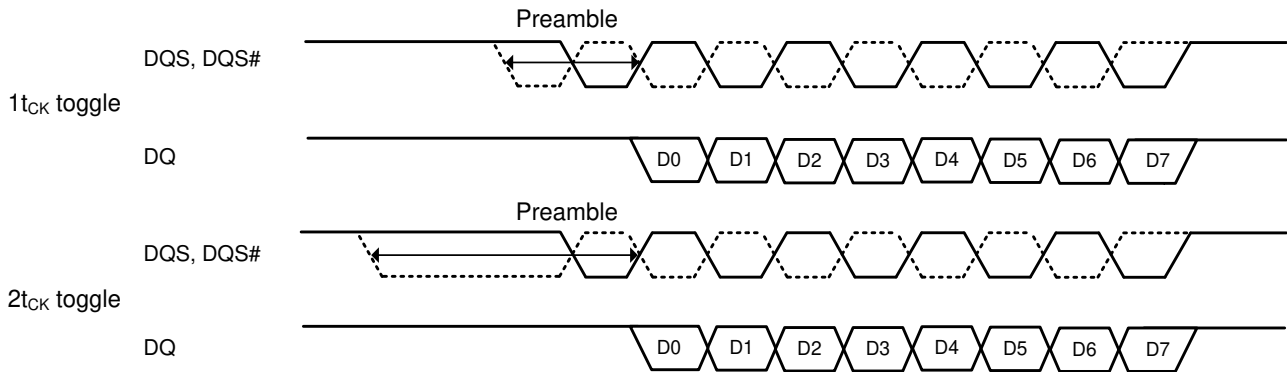 Preamble
DQS, DQS#
1tCK toggle
DQ
D0 D1 D2 D3 D4 D5 D6 D7
Preamble
DQS, DQS#
2tCK toggle
DQ
D0 D1 D2 D3 D4 D5 D6 D7